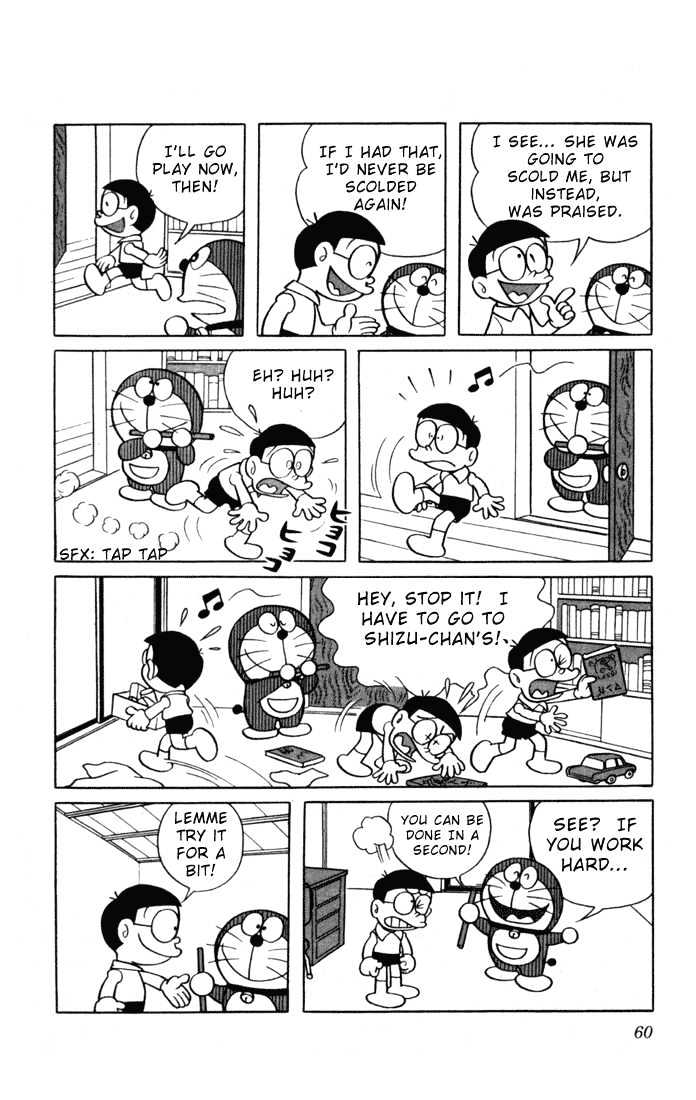 I SEE... SHE WAS
GOING TO
SCOLD ME, BUT
INSTEAD,
WAS PRAISED.
IF I HAD THAT,
I'D NEVER BE
SCOLDED
AGAIN!
I'LL GO
PLAY NOW,
THEN!
EH? HUH?
HUH?
SFX: TAP TAP
HEY, STOP IT! I
HAVE TO GO TO
SHIZU-CHAN'S!
SEE? IF
YOU WORK
HARD...
YOU CAN BE
DONE IN A
SECOND!
LEMME
TRY IT
FOR A
BIT!
60